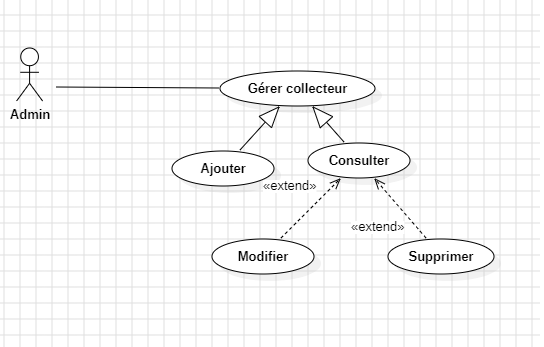 Admin
Gérer collecteur
Ajouter
Consulter
«extend»
«extend»
Modifier
Supprimer